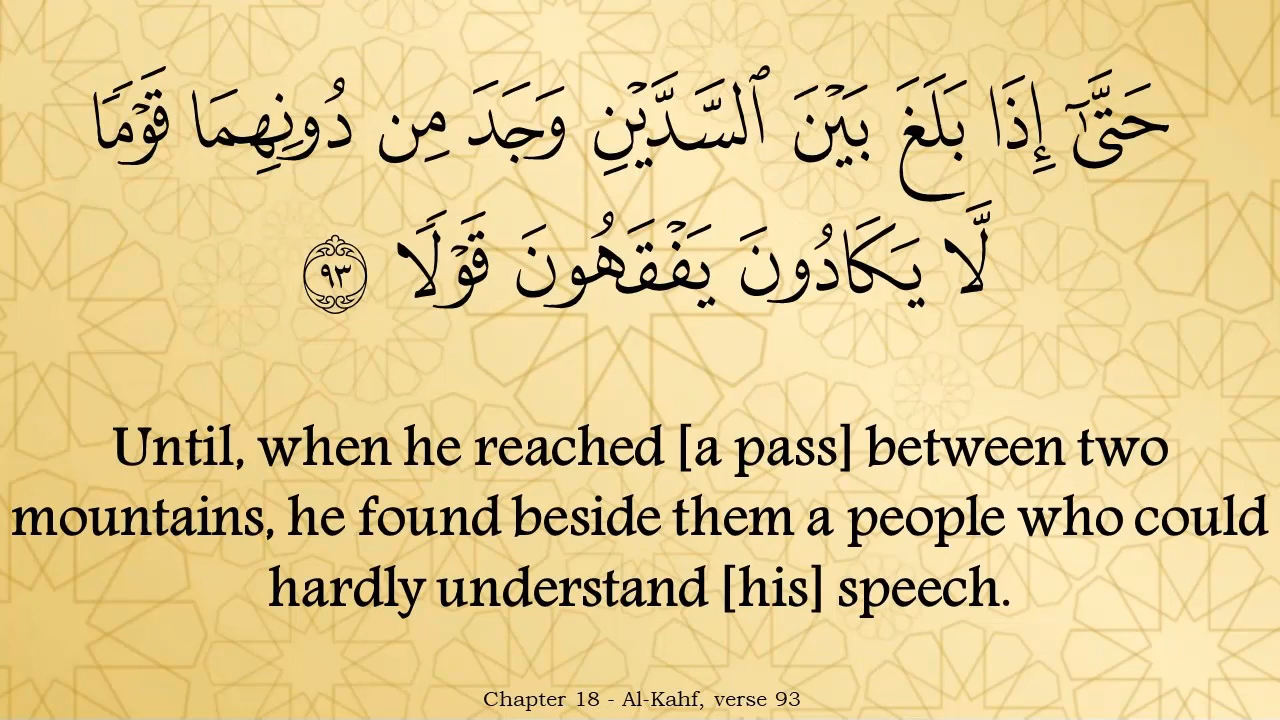 حَتَّىٰٓ إِذَا بَلَغَ بَيْنَ ٱلسَّدَّيْنِ وَجَدَ مِن دُونِهِمَا قَوْمًا
لَّا يَكَادُونَ يَفْقَهُونَ قَوْلًا ٩٣
Until, when he reached [a pass] between two
mountains, he found beside them a people who could
hardly understand [his] speech.
Chapter 18 - Al-Kahf, verse 93